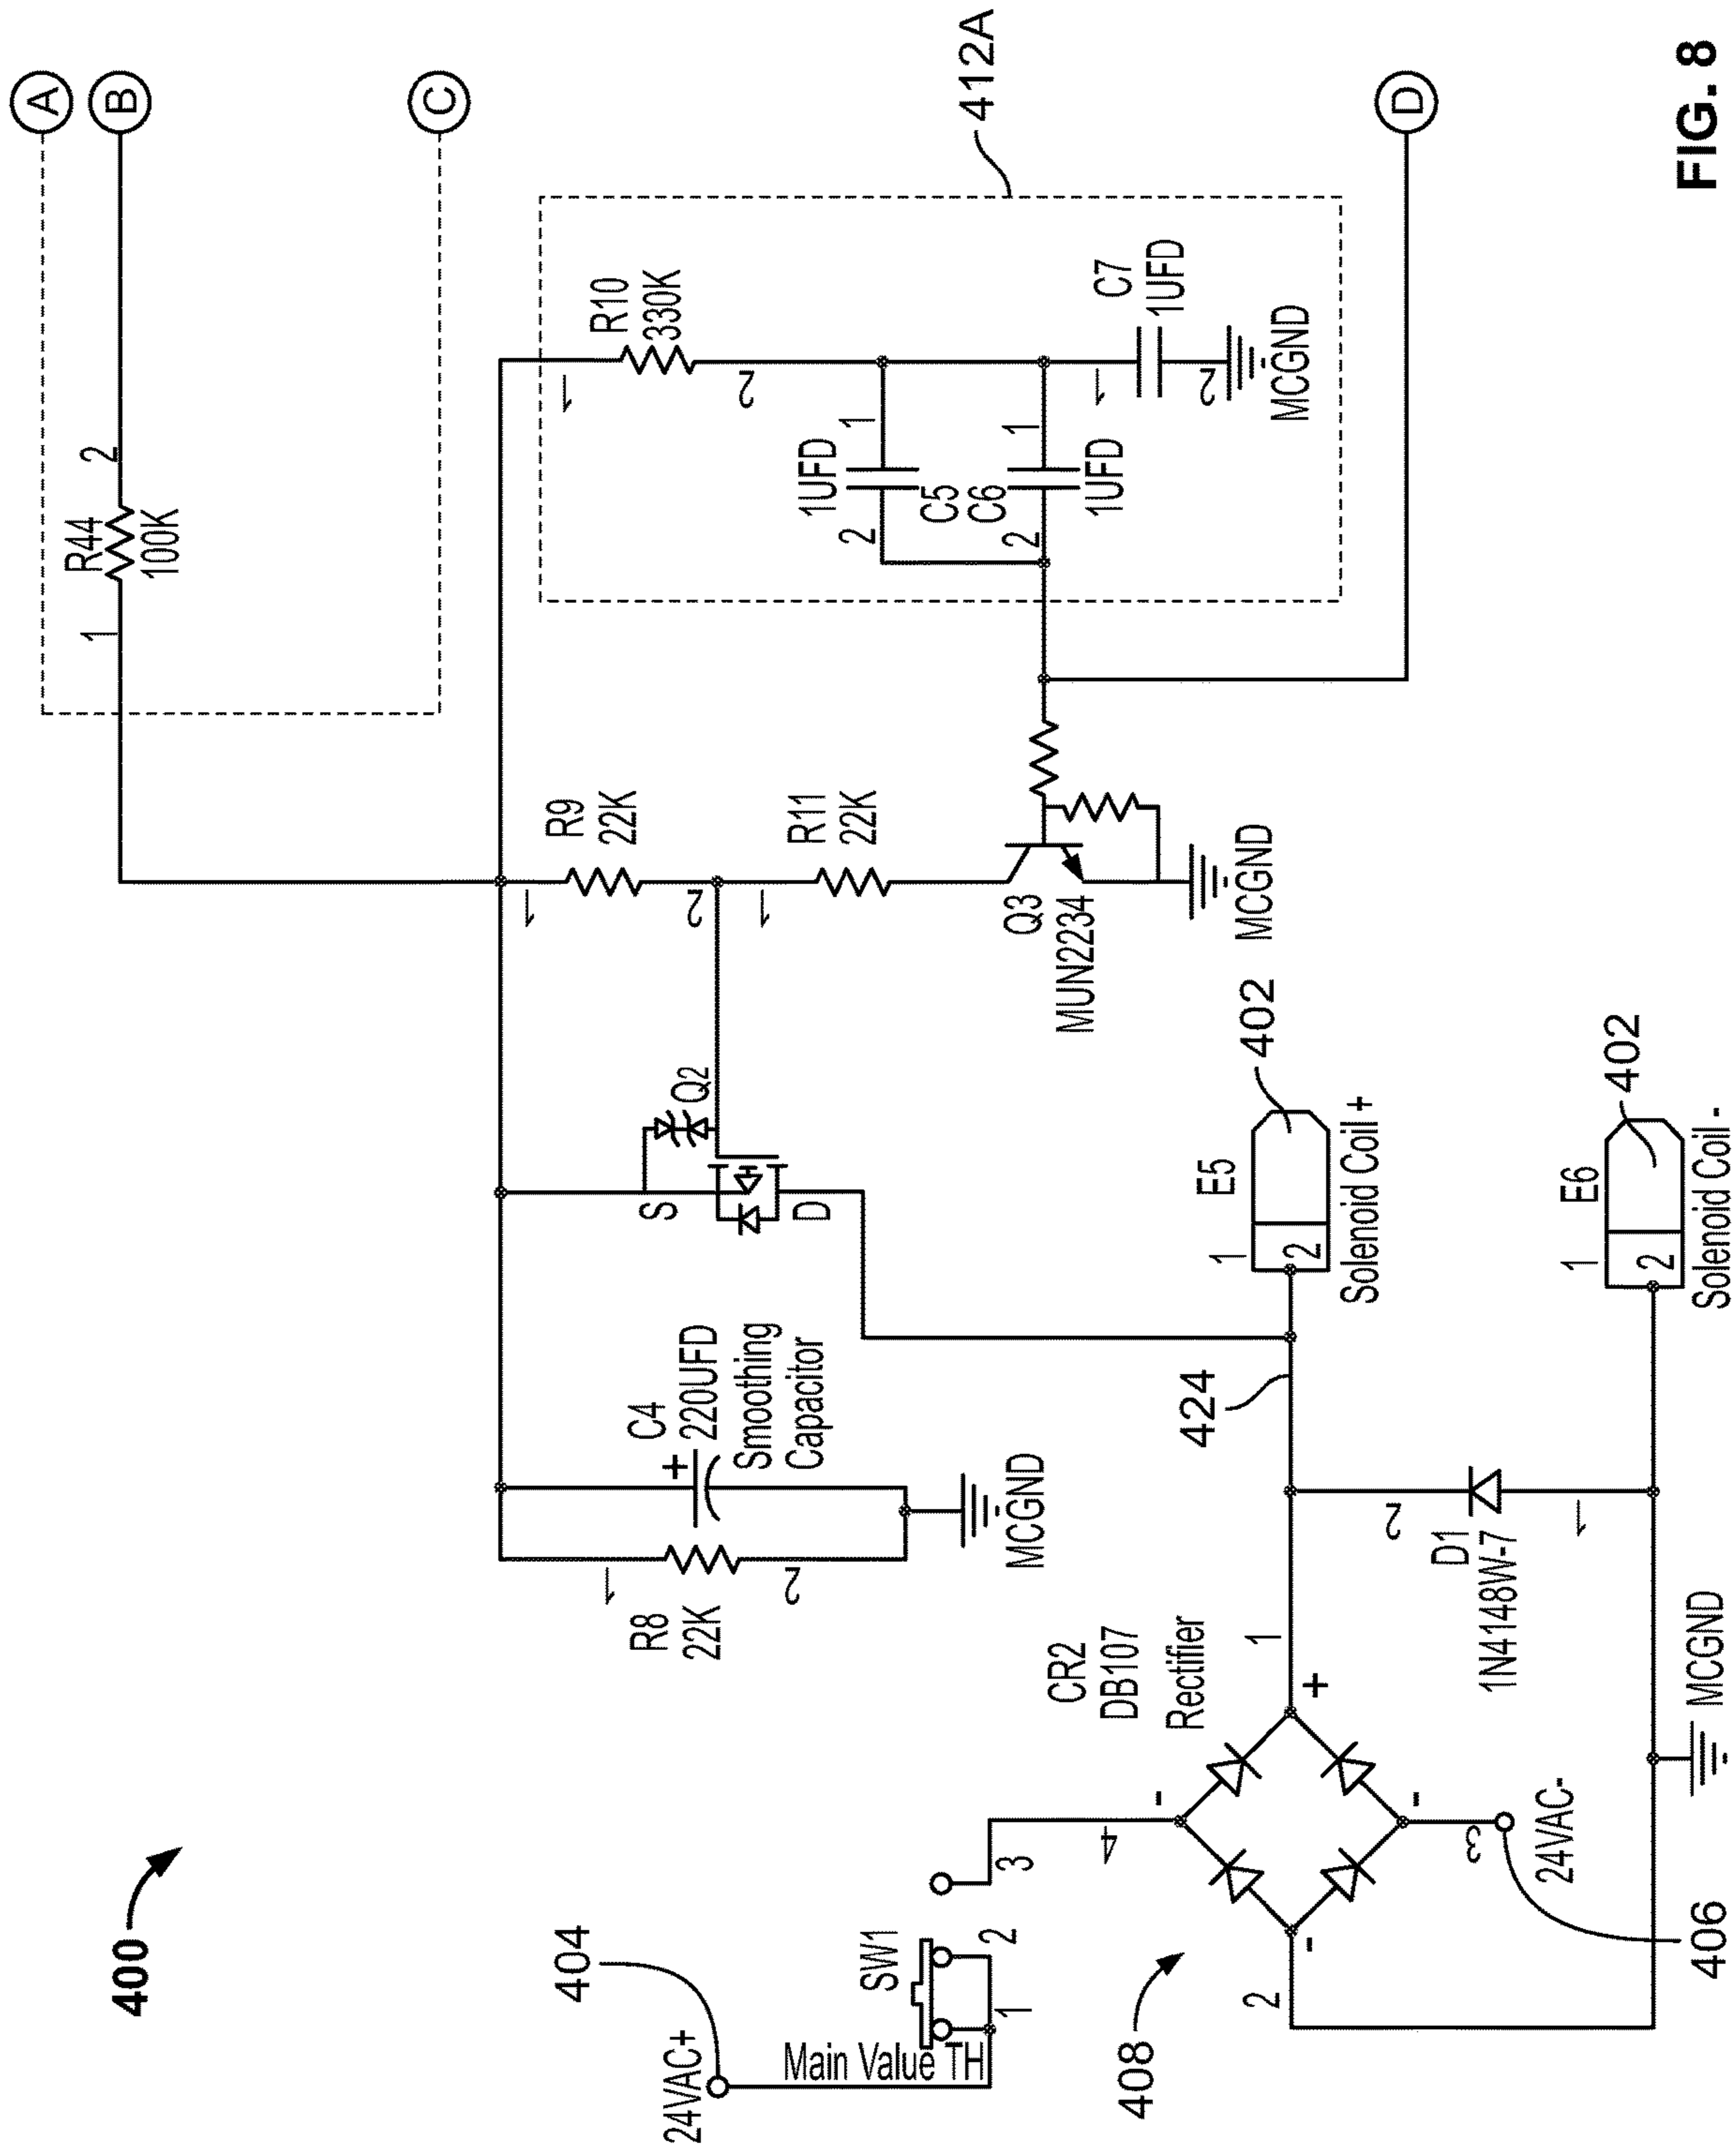 400
A
B
C
R44
100K
1
2
412A
R10
330K
1
2
1UFD
1
2
C5
C6
1
2
1UFD
C7
1UFD
1
2
MCGND
D
R9
22K
1
2
R11
22K
1
Q3
MUN2234
MCGND
Q2
S
D
C4
220UFD
Smoothing
Capacitor
+
R8
22K
1
2
MCGND
404
24VAC+
Main Value TH
SW1
1
2
3
408
CR2
DB107
Rectifier
4
-
1
+
2
-
3
-
24VAC-
406
424
D1
1N4148W-7
2
1
MCGND
E5
1
2
Solenoid Coil +
402
E6
1
2
Solenoid Coil -
402
FIG. 8